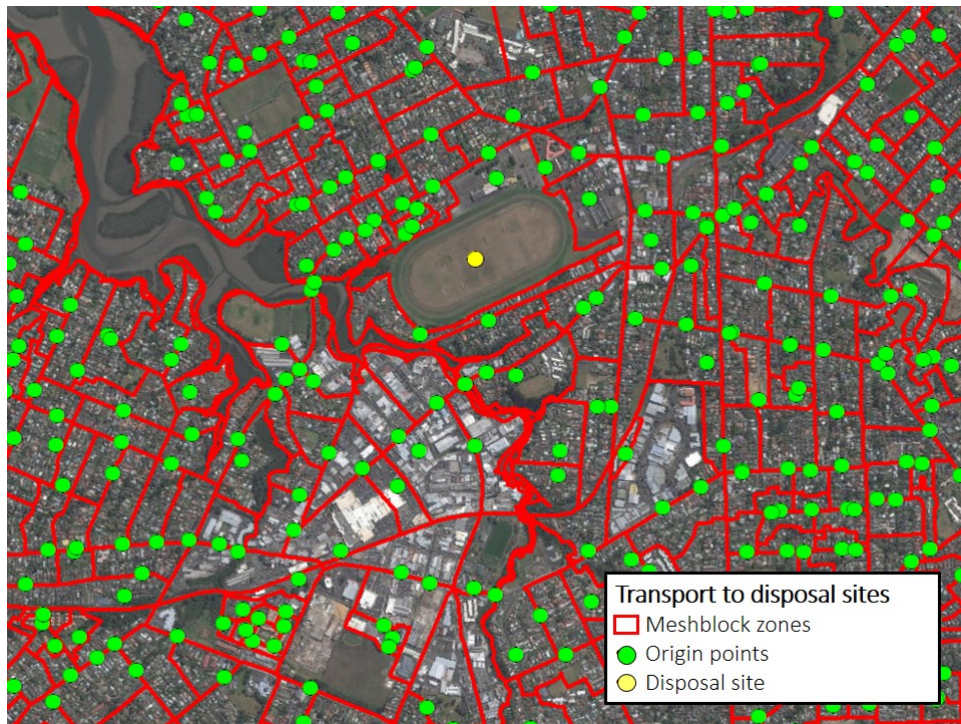 Transport to disposal sites
Meshblock zones
Origin points
Disposal site